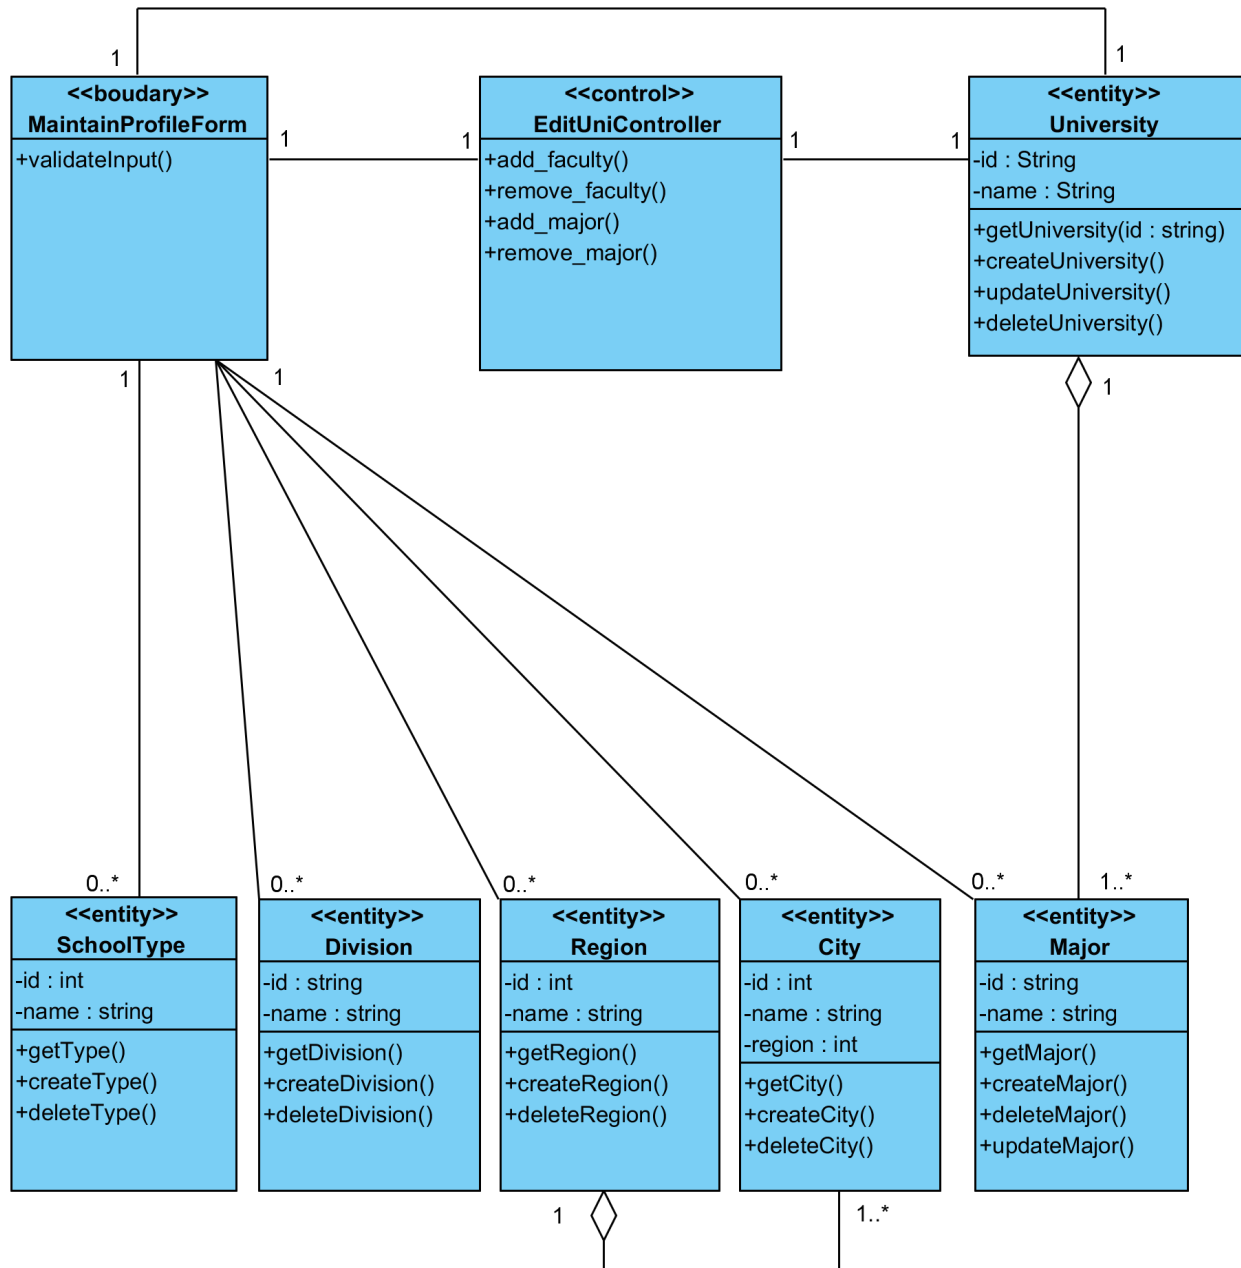 1
1
<<boudary>>
MaintainProfileForm
+validateInput()
1
1
<<control>>
EditUniController
+add_faculty()
+remove_faculty()
+add_major()
+remove_major()
1
1
<<entity>>
University
-id : String
-name : String
+getUniversity(id : string)
+createUniversity()
+updateUniversity()
+deleteUniversity()
1
1
1
0..*
0..*
0..*
0..*
0..*
1..*
<<entity>>
SchoolType
-id : int
-name : string
+getType()
+createType()
+deleteType()
<<entity>>
Division
-id : string
-name : string
+getDivision()
+createDivision()
+deleteDivision()
<<entity>>
Region
-id : int
-name : string
+getRegion()
+createRegion()
+deleteRegion()
<<entity>>
City
-id : int
-name : string
-region : int
+getCity()
+createCity()
+deleteCity()
<<entity>>
Major
-id : string
-name : string
+getMajor()
+createMajor()
+deleteMajor()
+updateMajor()
1
1..*